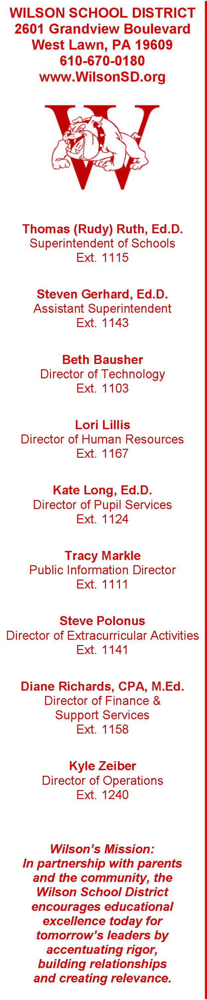 WILSON SCHOOL DISTRICT
2601 Grandview Boulevard
West Lawn, PA 19609
610-670-0180
www.WilsonSD.org
W
Thomas (Rudy) Ruth, Ed.D.
Superintendent of Schools
Ext. 1115
Steven Gerhard, Ed.D.
Assistant Superintendent
Ext. 1143
Beth Bausher
Director of Technology
Ext. 1103
Lori Lillis
Director of Human Resources
Ext. 1167
Kate Long, Ed.D.
Director of Pupil Services
Ext. 1124
Tracy Markle
Public Information Director
Ext. 1111
Steve Polonus
Director of Extracurricular Activities
Ext. 1141
Diane Richards, CPA, M.Ed.
Director of Finance &
Support Services
Ext. 1158
Kyle Zeiber
Director of Operations
Ext. 1240
Wilson’s Mission:
In partnership with parents
and the community, the
Wilson School District
encourages educational
excellence today for
tomorrow’s leaders by
accentuating rigor,
building relationships
and creating relevance.